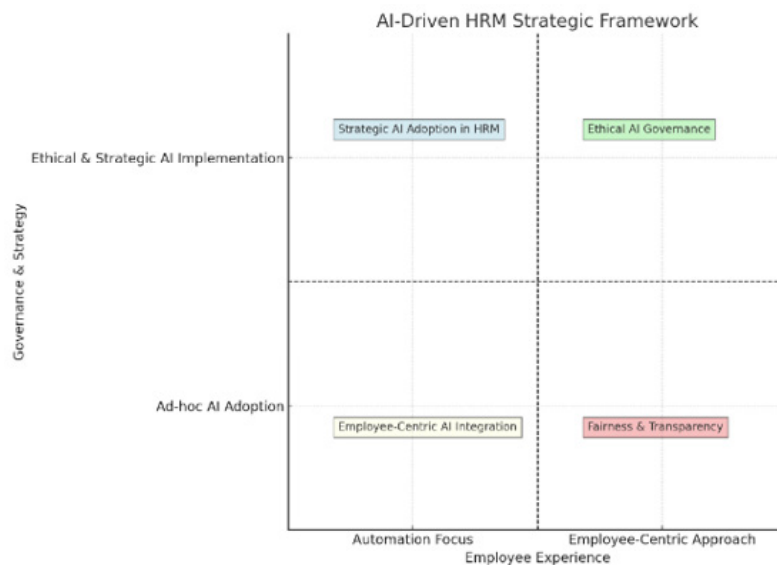 AI-Driven HRM Strategic Framework
Strategic AI Adoption in HRM
Ethical AI Governance
Ethical & Strategic AI Implementation
Governance & Strategy
Ad-hoc AI Adoption
Employee-Centric AI Integration
Fairness & Transparency
Automation Focus
Employee-Centric Approach
Employee Experience